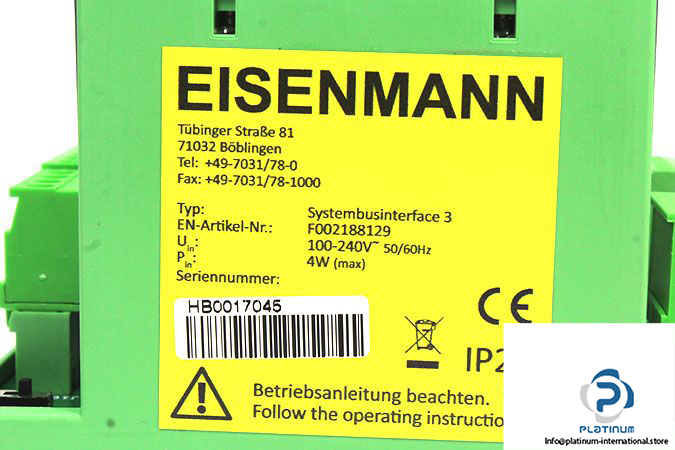 EISENMANN
Tübinger Straße 81
71032 Böblingen
Tel: +49-7031/78-0
Fax: +49-7031/78-1000
Typ: Systembusinterface 3
EN-Artikel-Nr.: F002188129
Uin: 100-240V~ 50/60Hz
Pin: 4W (max)
Seriennummer:
HB0017045
CE
IP2
Betriebsanleitung beachten.
Follow the operating instructio
PLATINUM
Info@platinum-international.store